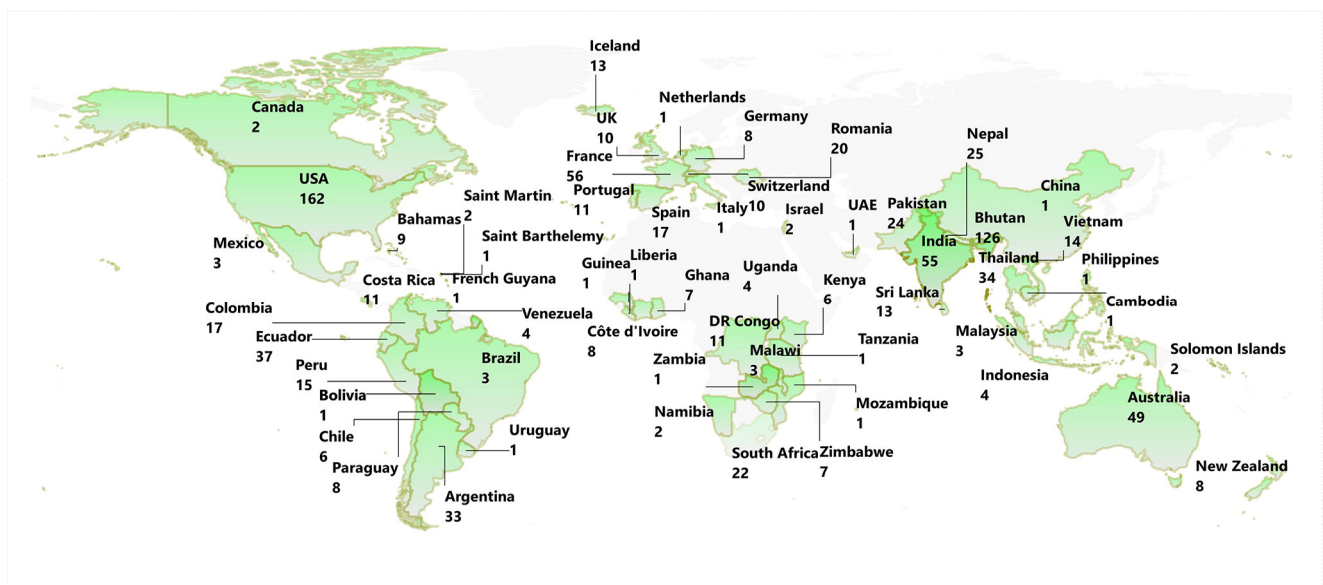 Iceland
13
Netherlands
1
Canada
2
UK
10
Germany
8
Romania
20
Nepal
25
France
56
USA
162
Saint Martin
2
Portugal
11
Switzerland
10
Spain
17
Italy
1
Israel
2
UAE
1
Pakistan
24
China
1
Bhutan
126
Vietnam
14
Bahamas
9
Saint Barthelemy
1
Mexico
3
India
55
Thailand
34
Philippines
1
Costa Rica
11
French Guyana
1
Guinea
1
Liberia
1
Ghana
7
Uganda
4
Kenya
6
Sri Lanka
13
Cambodia
1
Colombia
17
Venezuela
4
Côte d'Ivoire
8
DR Congo
11
Ecuador
37
Malawi
3
Tanzania
1
Malaysia
3
Solomon Islands
2
Brazil
3
Zambia
1
Peru
15
Indonesia
4
Bolivia
1
Mozambique
1
Australia
49
Namibia
2
Chile
6
Uruguay
1
Paraguay
8
South Africa
22
Zimbabwe
7
New Zealand
8
Argentina
33